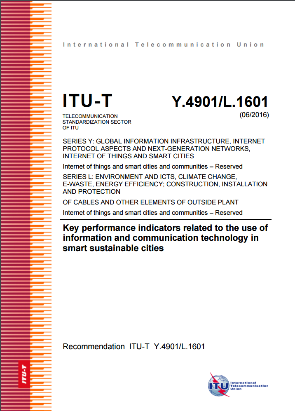 International Telecommunication Union
ITU-T
Y.4901/L.1601
TELECOMMUNICATION
STANDARDIZATION SECTOR
OF ITU
(06/2016)
SERIES Y: GLOBAL INFORMATION INFRASTRUCTURE, INTERNET
PROTOCOL ASPECTS AND NEXT-GENERATION NETWORKS,
INTERNET OF THINGS AND SMART CITIES
Internet of things and smart cities and communities – Reserved
SERIES L: ENVIRONMENT AND ICTS, CLIMATE CHANGE,
E-WASTE, ENERGY EFFICIENCY; CONSTRUCTION, INSTALLATION
AND PROTECTION
OF CABLES AND OTHER ELEMENTS OF OUTSIDE PLANT
Internet of things and smart cities and communities – Reserved
Key performance indicators related to the use of
information and communication technology in
smart sustainable cities
Recommendation ITU-T Y.4901/L.1601
ITU-T
ITU
International
Telecommunication
Union